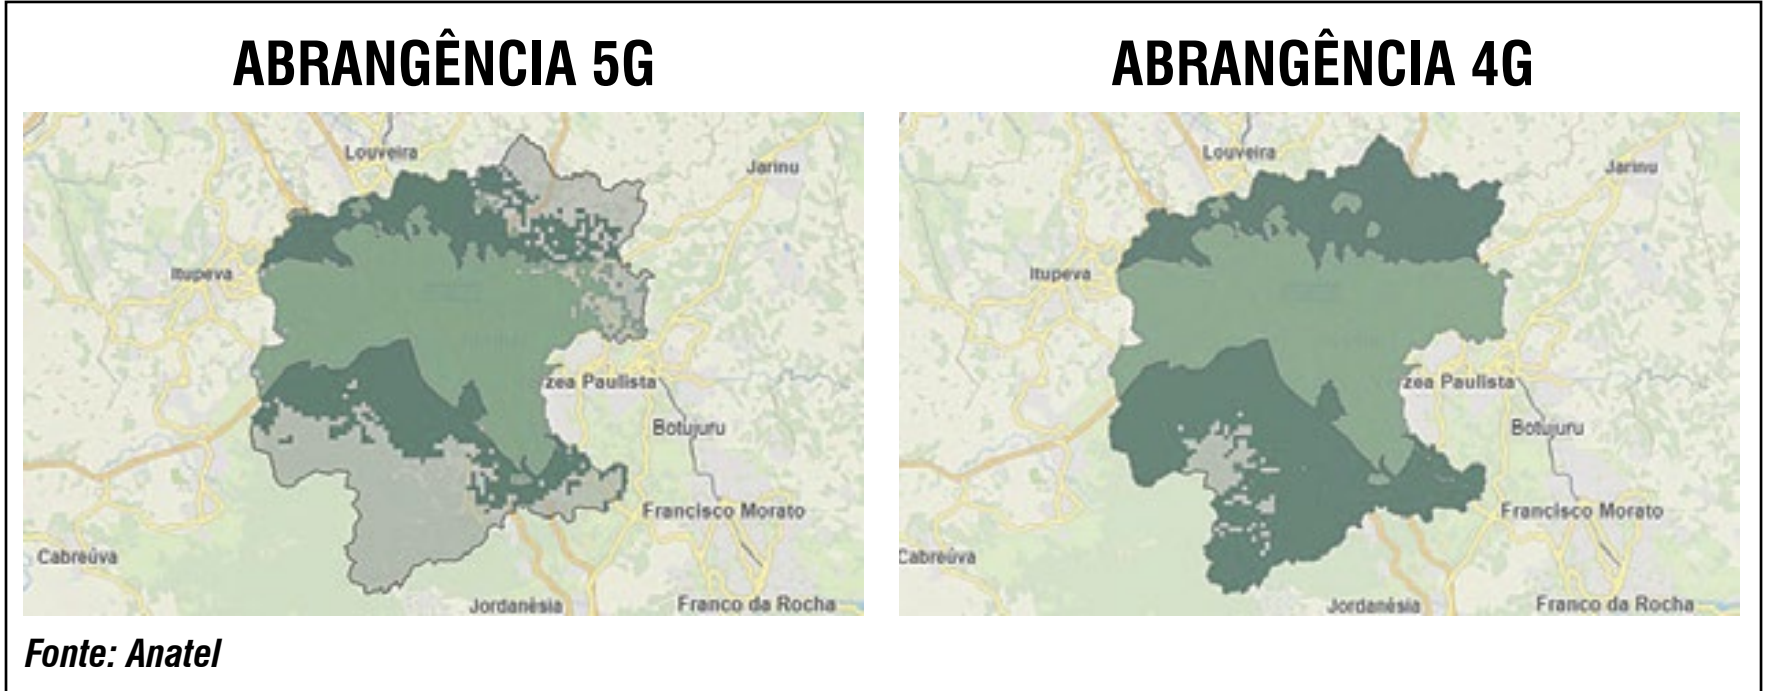 ABRANGÊNCIA 5G
Louveira
Jarinu
Itupeva
zea Paulista
Botujuru
Francisco Morato
Cabreúva
Jordanésia
Franco da Rocha
ABRANGÊNCIA 4G
Louveira
Jarinu
Itupeva
zea Paulista
Botujuru
Francisco Morato
Cabreúva
Jordanésia
Franco da Rocha
Fonte: Anatel